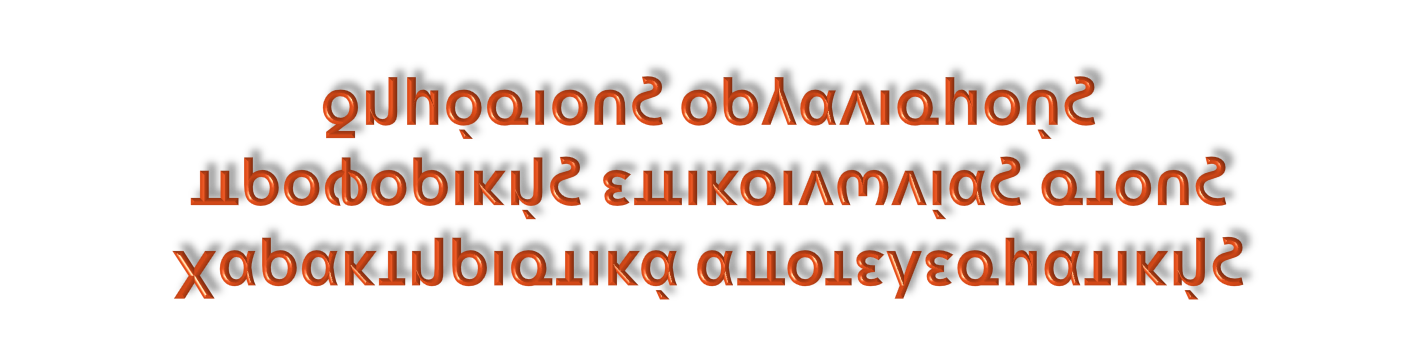 Χαρακτηριστικά αποτελεσματικής
προφορικής επικοινωνίας στους
δημόσιους οργανισμούς